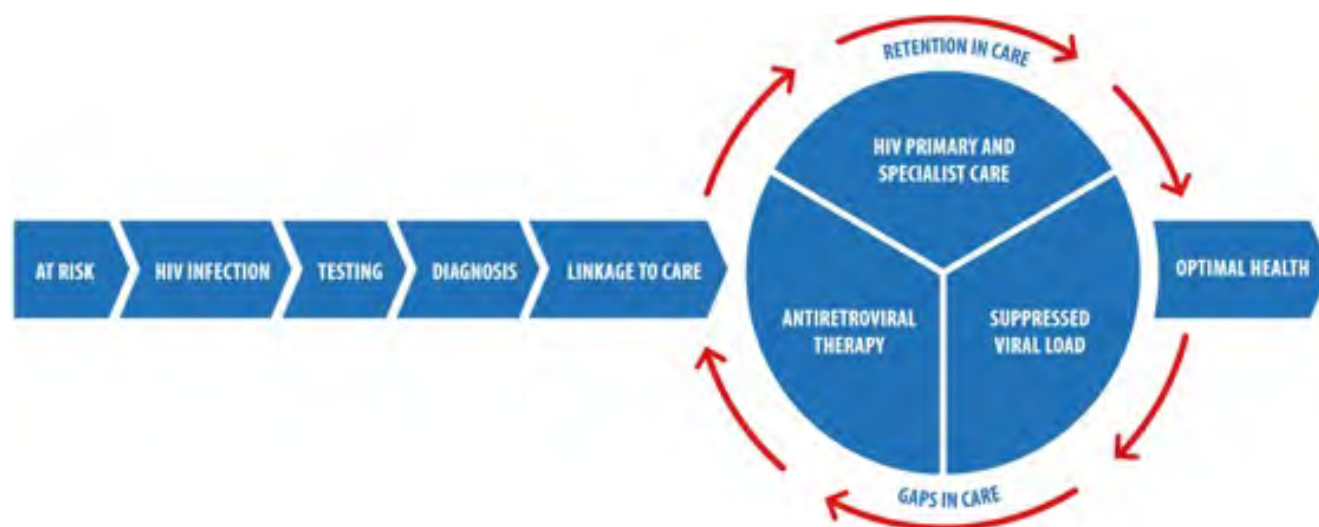 AT RISK
HIV INFECTION
TESTING
DIAGNOSIS
LINKAGE TO CARE
RETENTION IN CARE
HIV PRIMARY AND
SPECIALIST CARE
ANTIRETROVIRAL
THERAPY
SUPPRESSED
VIRAL LOAD
GAPS IN CARE
OPTIMAL HEALTH